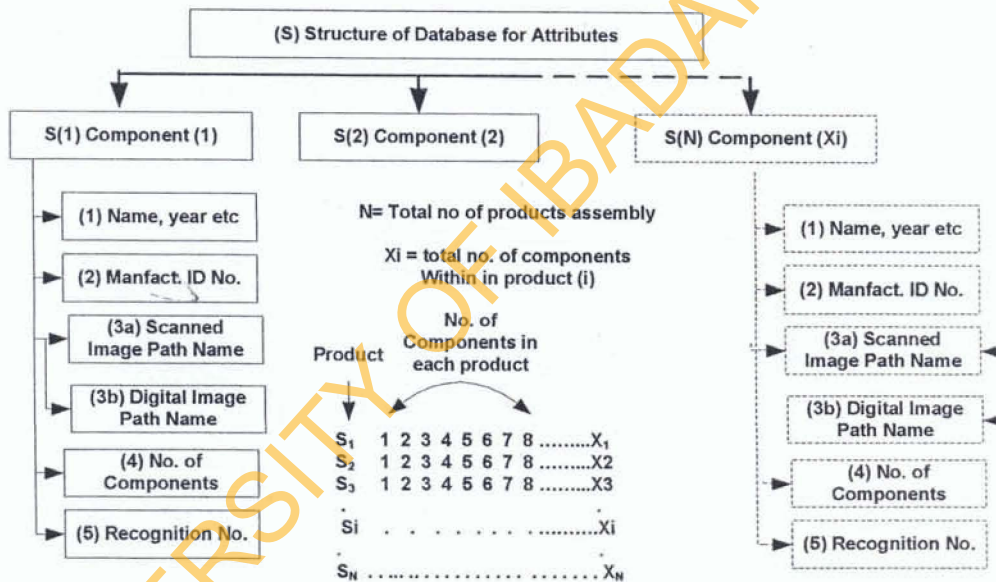 (S) Structure of Database for Attributes
S(1) Component (1)
S(2) Component (2)
S(N) Component (Xi)
(1) Name, year etc
(2) Manfact. ID No.
(3a) Scanned
Image Path Name
(3b) Digital Image
Path Name
(4) No. of
Components
(5) Recognition No.
N= Total no of products assembly
Xi = total no. of components
Within in product (i)
No. of
Components in
each product
Product
S1 1 2 3 4 5 6 7 8 .........X1
S2 1 2 3 4 5 6 7 8 .........X2
S3 1 2 3 4 5 6 7 8 .........X3
Si . . . . . . ..........Xi
SN ...... . . . . . . . . . . XN
(1) Name, year etc
(2) Manfact. ID No.
(3a) Scanned
Image Path Name
(3b) Digital Image
Path Name
(4) No. of
Components
(5) Recognition No.
VERSITY OF IBADAN